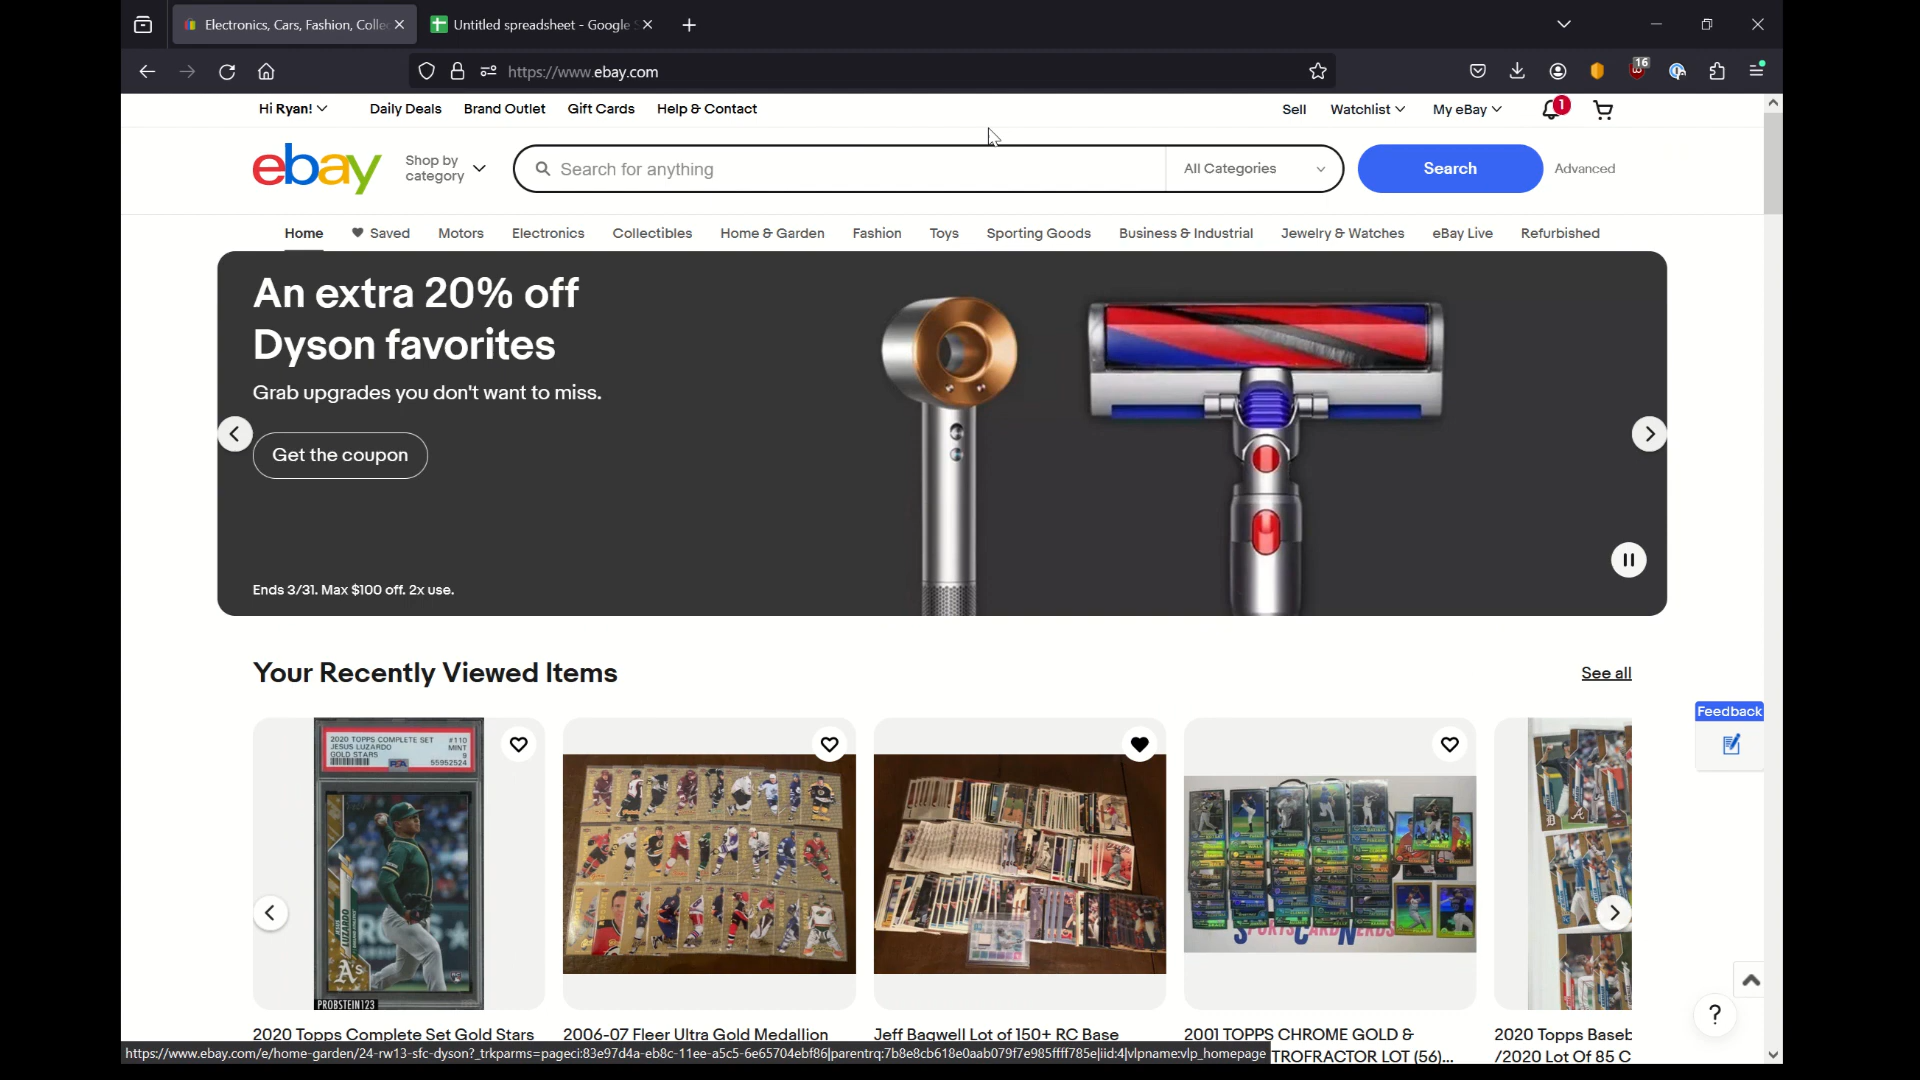 Electronics, Cars, Fashion, Colle
Untitled spreadsheet - Google
https://www.ebay.com
16
Hi Ryan!
Daily Deals
Brand Outlet
Gift Cards
Help & Contact
Sell
Watchlist
My eBay
1
ebay
Shop by
category
Search for anything
All Categories
Search
Advanced
Home
Saved
Motors
Electronics
Collectibles
Home & Garden
Fashion
Toys
Sporting Goods
Business & Industrial
Jewelry & Watches
eBay Live
Refurbished
An extra 20% off
Dyson favorites
Grab upgrades you don't want to miss.
Get the coupon
Ends 3/31. Max $100 off. 2x use.
Your Recently Viewed Items
See all
Feedback
2020 TOPPS COMPLETE SET #110
JESUS LUZARDO MINT
GOLD STARS 9
PSA 55952524
LUZARDO
A's
RC
PROBSTEIN123
SPORTSCARDNERDS
2020 Topps Complete Set Gold Stars
2006-07 Fleer Ultra Gold Medallion
Jeff Bagwell Lot of 150+ RC Base
2001 TOPPS CHROME GOLD &
TROFRACTOR LOT (56)...
2020 Topps Baseb
/2020 Lot Of 85 C
?
https://www.ebay.com/e/home-garden/24-rw13-sfc-dyson?_trkparms=pageci:83e97d4a-eb8c-11ee-a5c5-6e65704ebf86|parentrq:7b8e8cb618e0aab079f7e985ffff785e|iid:4|vlpname:vlp_homepage